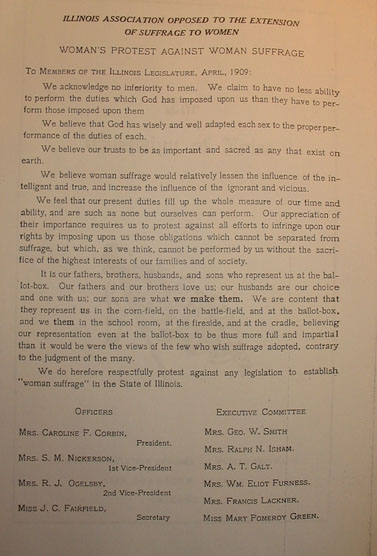 ILLINOIS ASSOCIATION OPPOSED TO THE EXTENSION
OF SUFFRAGE TO WOMEN
WOMAN'S PROTEST AGAINST WOMAN SUFFRAGE
TO MEMBERS OF THE ILLINOIS LEGISLATURE, APRIL, 1909:
We acknowledge no inferiority to men. We claim to have no less ability
to perform the duties which God has imposed upon us than they have to per-
form those imposed upon them
We believe that God has wisely and well adapted each sex to the proper per-
formance of the duties of each.
We believe our trusts to be as important and sacred as any that exist on
earth.
We believe woman suffrage would relatively lessen the influence of the in-
telligent and true, and increase the influence of the ignorant and vicious.
We feel that our present duties fill up the whole measure of our time and
ability, and are such as none but ourselves can perform. Our appreciation of
their importance requires us to protest against all efforts to infringe upon our
rights by imposing upon us those obligations which cannot be separated from
suffrage, but which, as we think, cannot be performed by us without the sacri-
fice of the highest interests of our families and of society.
It is our fathers, brothers, husbands, and sons who represent us at the bal-
lot-box. Our fathers and our brothers love us; our husbands are our choice
and one with us; our sons are what we make them. We are content that
they represent us in the corn-field, on the battle-field, and at the ballot-box,
and we them in the school room, at the fireside, and at the cradle, believing
our representation even at the ballot-box to be thus more full and impartial
than it would be were the views of the few who wish suffrage adopted, contrary
to the judgment of the many.
We do herefore respectfully protest against any legislation to establish
"woman suffrage" in the State of Illinois.
OFFICERS
MRS. CAROLINE F. CORBIN,
President.
MRS. S. M. NICKERSON,
1st Vice-President
MRS. R. J. OGELSBY,
2nd Vice-President
MISS J. C. FAIRFIELD,
Secretary
EXECUTIVE COMMITTEE
MRS. GEO. W. SMITH
MRS. RALPH N. ISHAM.
MRS. A. T. GALT.
MRS. WM. ELIOT FURNESS.
MRS. FRANCIS LACKNER.
MISS MARY POMEROY GREEN.